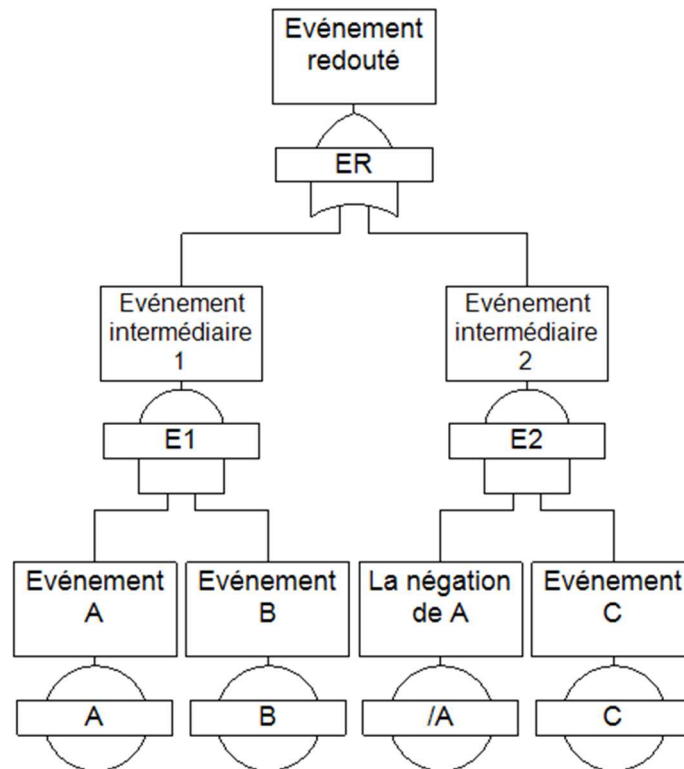 Evénement
redouté
ER
Evénement
intermédiaire
1
Evénement
intermédiaire
2
E1
E2
Evénement
A
Evénement
B
La négation
de A
Evénement
C
A
B
/A
C